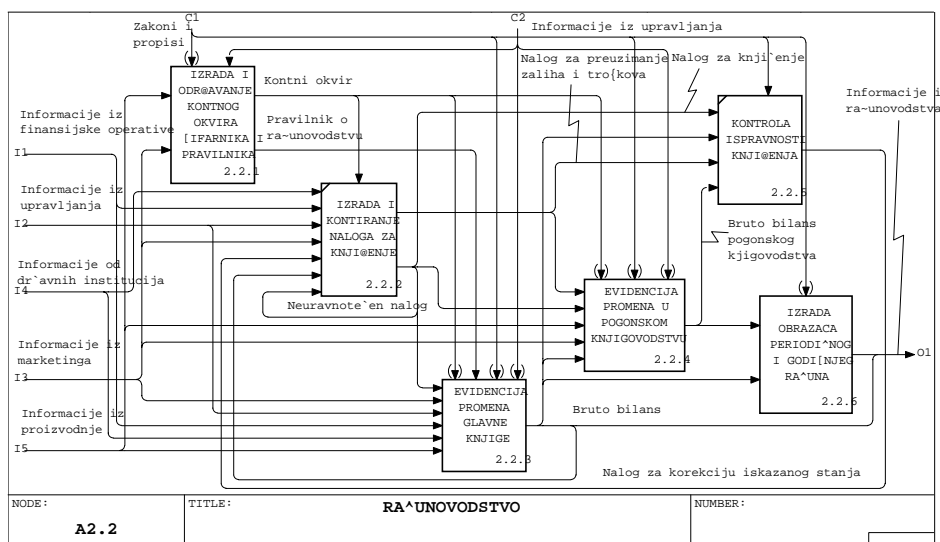 C1
C2
Zakoni i
propisi
Informacije iz upravljanja
Nalog za preuzimanje
zaliha i tro{kova
Nalog za knji`enje
Informacije i
ra~unovodstva
IZRADA I
ODR@AVANJE
KONTNOG
OKVIRA
[IFARNIKA I
PRAVILNIKA
2.2.1
Kontni okvir
Pravilnik o
ra~unovodstvu
KONTROLA
ISPRAVNOSTI
KNJI@ENJA
2.2.5
Informacije iz
finansijske operative
I1
Informacije iz
upravljanja
I2
IZRADA I
KONTIRANJE
NALOGA ZA
KNJI@ENJE
2.2.2
Bruto bilans
pogonskog
kjigovodstva
Informacije od
dr`avnih institucija
I4
Neuravnote`en nalog
EVIDENCIJA
PROMENA U
POGONSKOM
KNJIGOVODSTVU
2.2.4
IZRADA
OBRAZACA
PERIODI^NOG
I GODI[NJEG
RA^UNA
2.2.6
O1
Informacije iz
marketinga
I3
EVIDENCIJA
PROMENA
GLAVNE
KNJIGE
2.2.3
Bruto bilans
Informacije iz
proizvodnje
I5
Nalog za korekciju iskazanog stanja
NODE:
A2.2
TITLE:
RA^UNOVODSTVO
NUMBER: